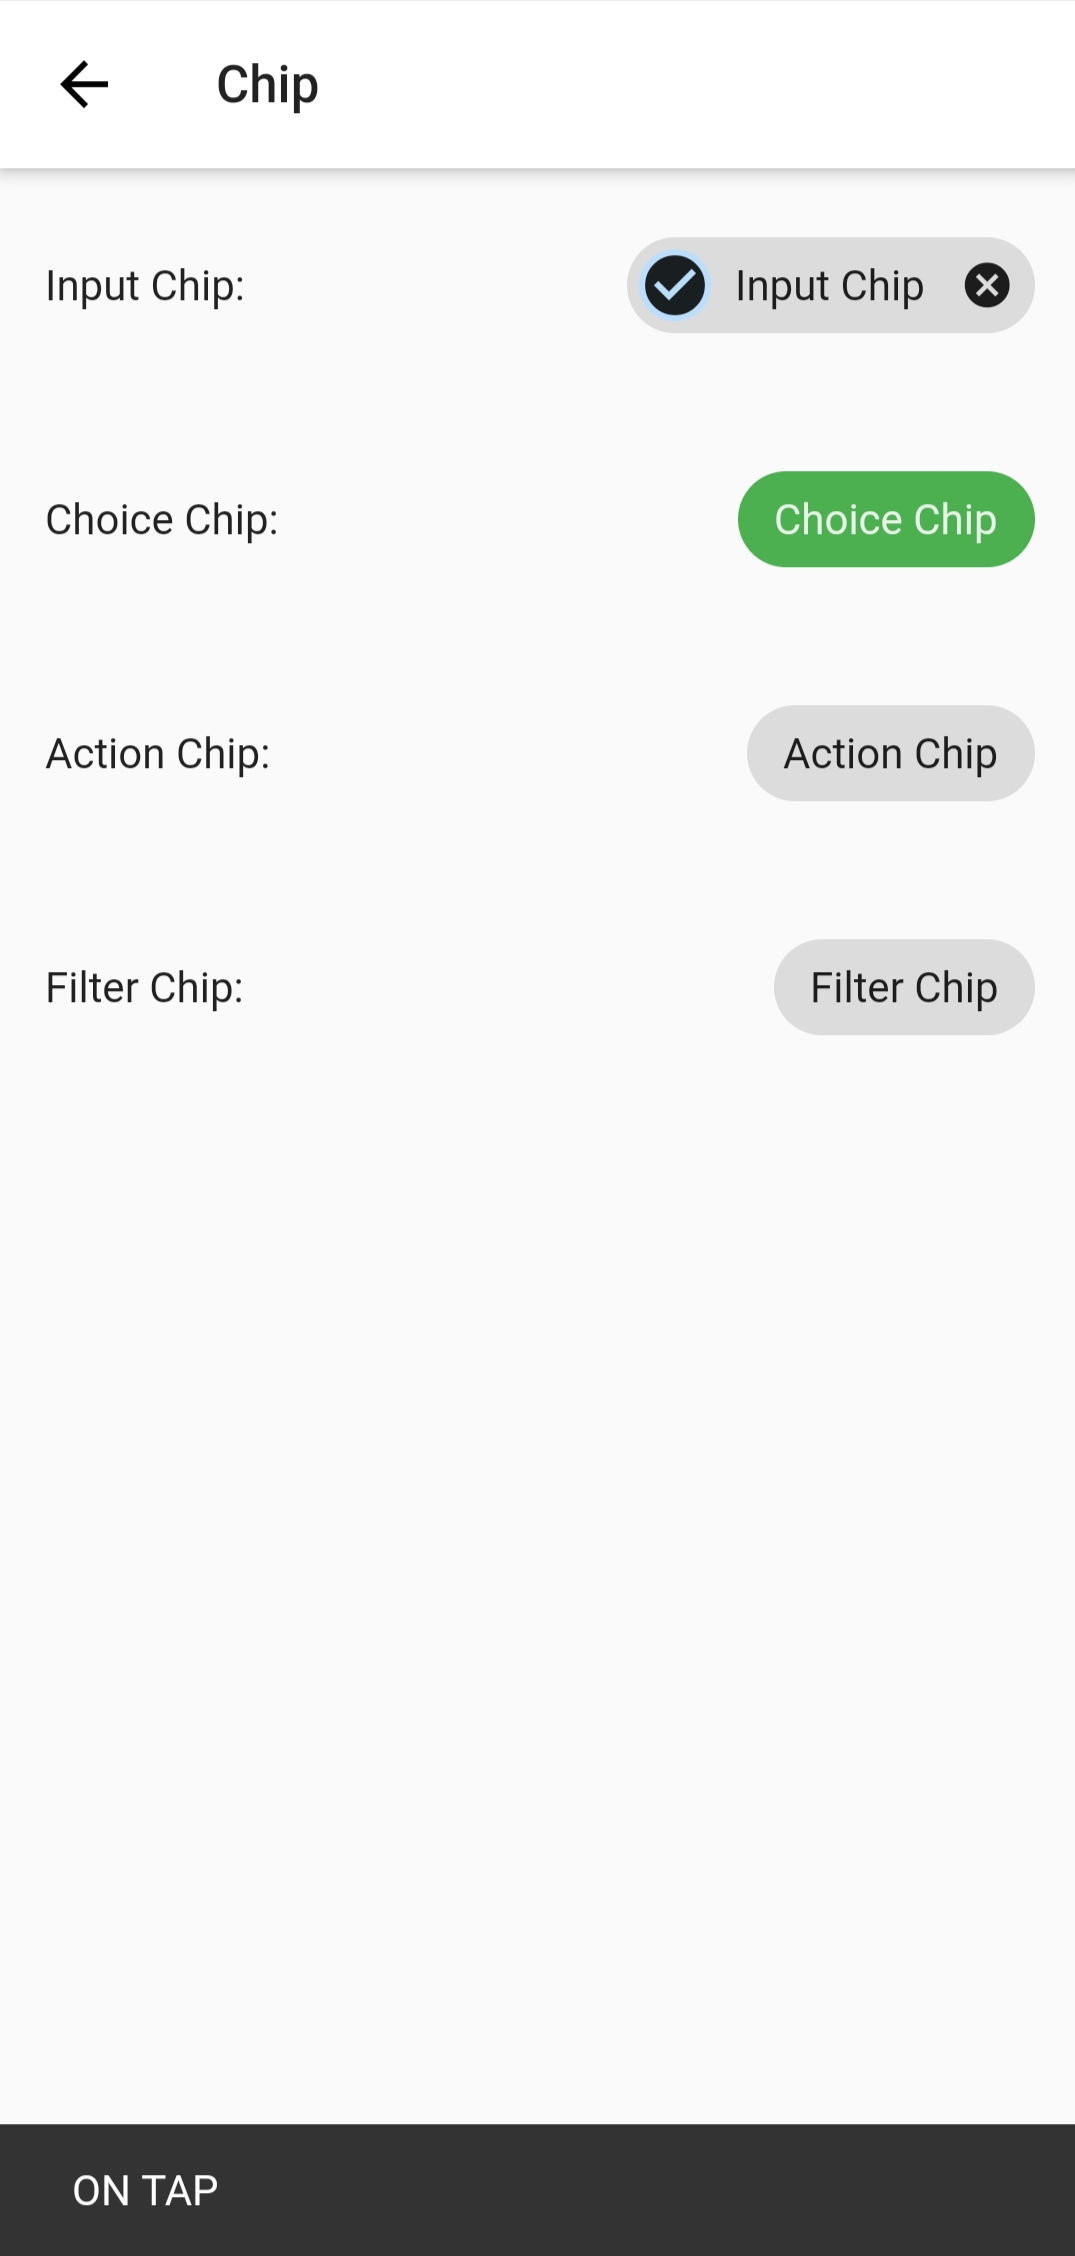 Chip
Input Chip: Input Chip
Choice Chip: Choice Chip
Action Chip: Action Chip
Filter Chip: Filter Chip
ON TAP